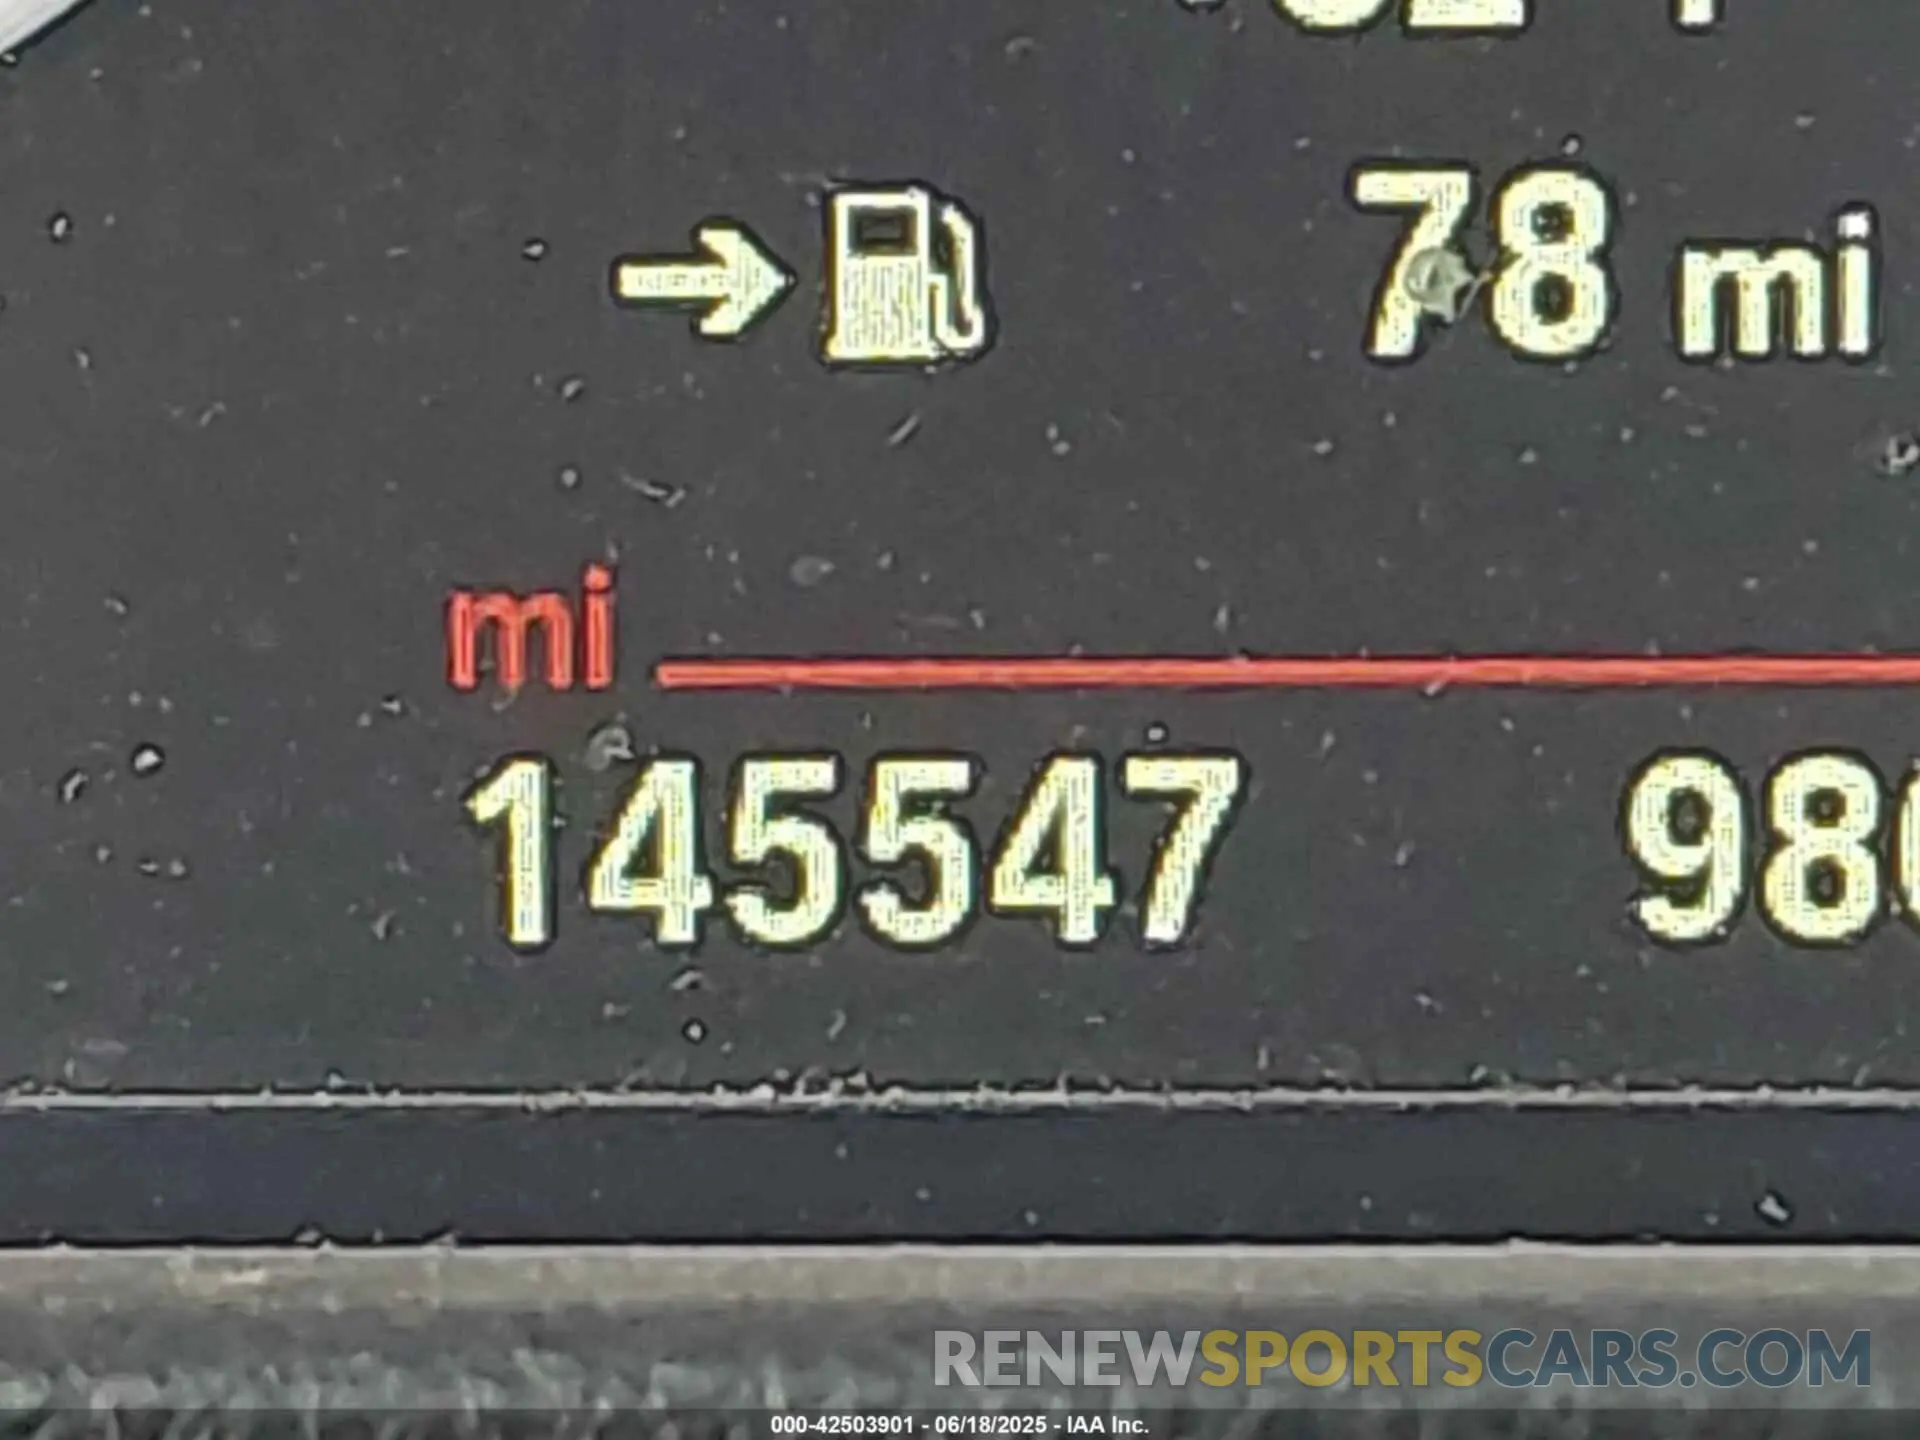 78 mi
mi
145547
RENEWSPORTSCARS.COM
000-42503901 - 06/18/2025 - IAA Inc.